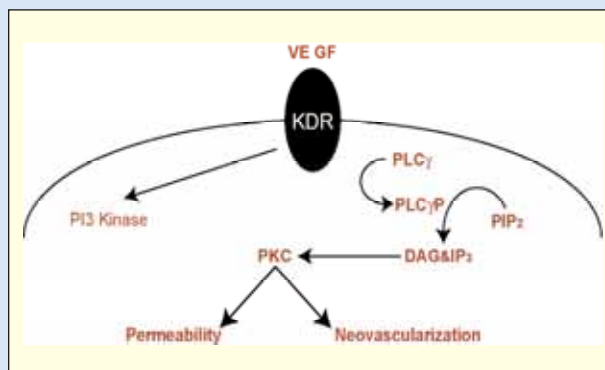 VE GF
KDR
PLCγ
PI3 Kinase
PLCγP
PIP2
PKC
DAG&IP3
Permeability
Neovascularization